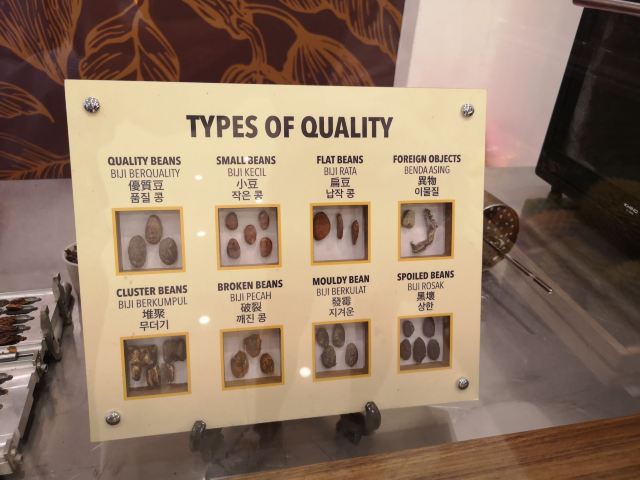 TYPES OF QUALITY
QUALITY BEANS
BIJI BERQUALITY
優質豆
품질 콩
SMALL BEANS
BIJI KECIL
小豆
작은 콩
FLAT BEANS
BIJI RATA
扁豆
납작 콩
FOREIGN OBJECTS
BENDA ASING
異物
이물질
CLUSTER BEANS
BIJI BERKUMPUL
堆聚
무더기
BROKEN BEANS
BIJI PECAH
破裂
깨진 콩
MOULDY BEAN
BIJI BERKULAT
發霉
지겨운
SPOILED BEANS
BIJI ROSAK
黑壞
상한